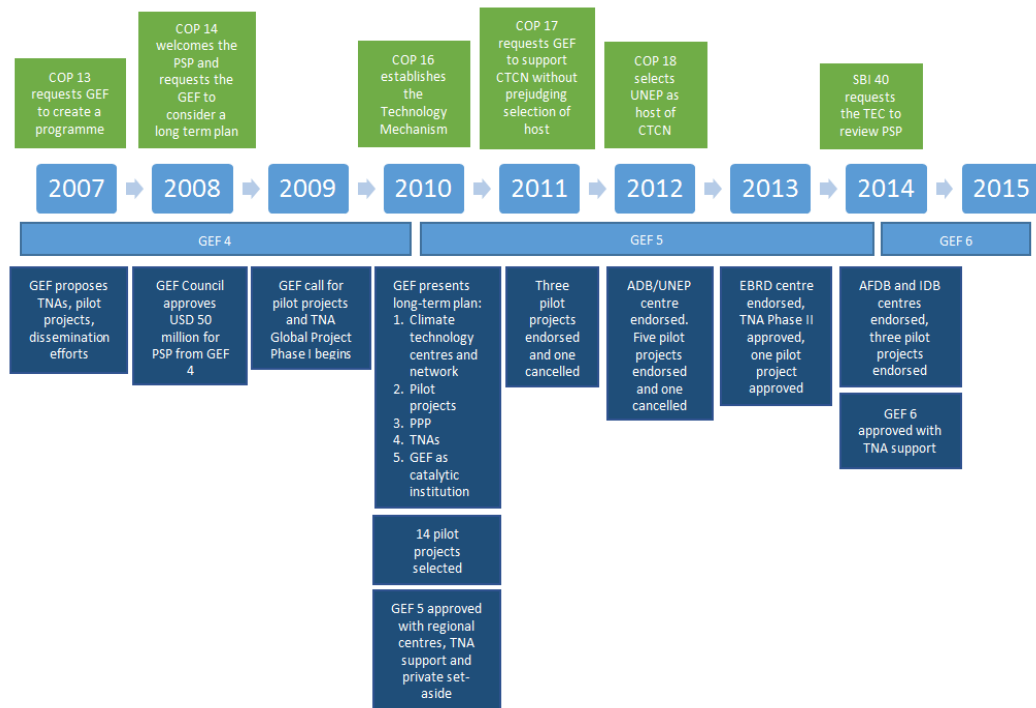 COP 13
requests GEF
to create a
programme
COP 14
welcomes the
PSP and
requests the
GEF to
consider a
long term plan
COP 16
establishes
the
Technology
Mechanism
COP 17
requests GEF
to support
CTCN without
prejudging
selection of
host
COP 18
selects
UNEP as
host of
CTCN
SBI 40
requests
the TEC to
review PSP
2007
2008
2009
2010
2011
2012
2013
2014
2015
GEF 4
GEF 5
GEF 6
GEF proposes
TNAs, pilot
projects,
dissemination
efforts
GEF Council
approves
USD 50
million for
PSP from GEF
4
GEF call for
pilot projects
and TNA
Global Project
Phase I begins
GEF presents
long-term plan:
1. Climate
technology
centres and
network
2. Pilot
projects
3. PPP
4. TNAs
5. GEF as
catalytic
institution
14 pilot
projects
selected
GEF 5 approved
with regional
centres, TNA
support and
private set-
aside
Three
pilot
projects
endorsed
and one
cancelled
ADB/UNEP
centre
endorsed.
Five pilot
projects
endorsed
and one
cancelled
EBRD centre
endorsed,
TNA Phase II
approved,
one pilot
project
approved
AFDB and IDB
centres
endorsed,
three pilot
projects
endorsed
GEF 6
approved with
TNA support